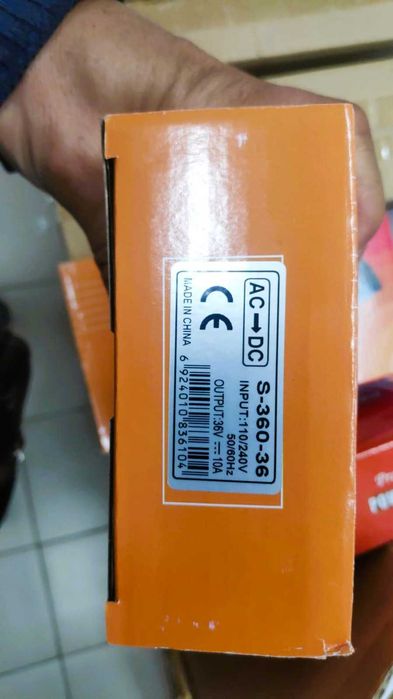 AC→DC
S-360-36
INPUT:110/240V
50/60Hz
OUTPUT:36V⎓10A
CE
MADE IN CHINA
6 924010 836104